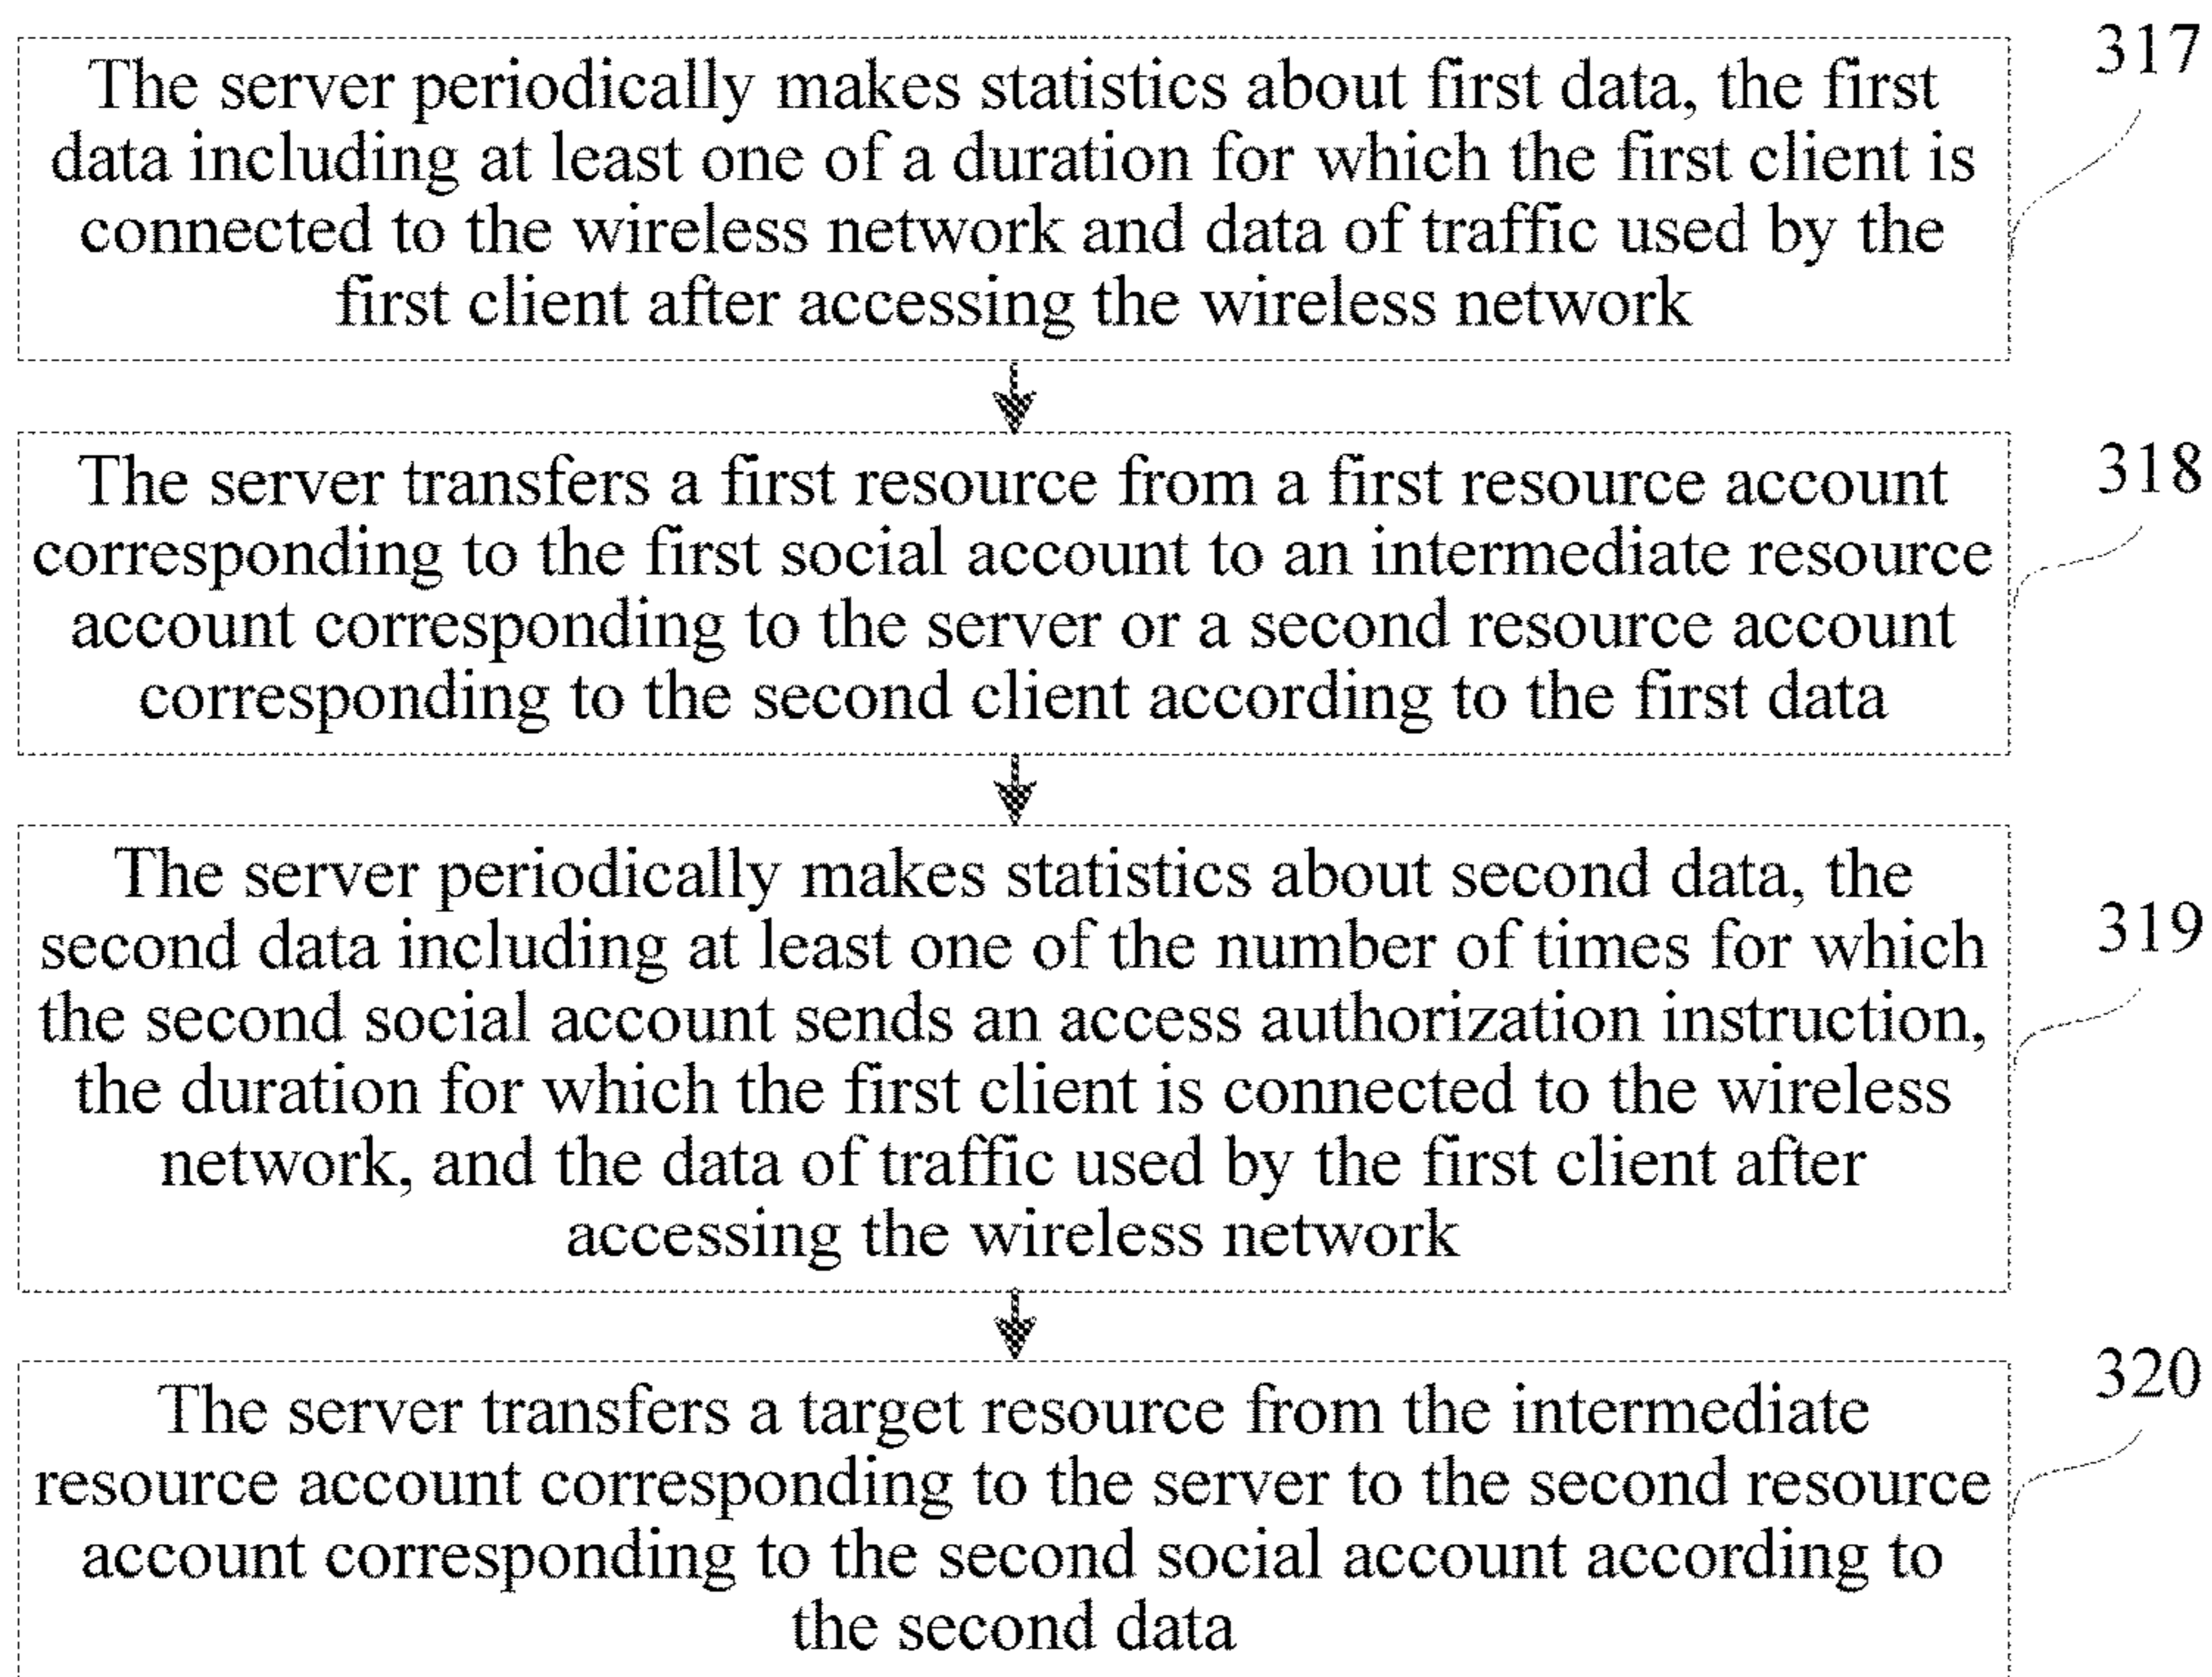 317
The server periodically makes statistics about first data, the first
data including at least one of a duration for which the first client is
connected to the wireless network and data of traffic used by the
first client after accessing the wireless network
318
The server transfers a first resource from a first resource account
corresponding to the first social account to an intermediate resource
account corresponding to the server or a second resource account
corresponding to the second client according to the first data
319
The server periodically makes statistics about second data, the
second data including at least one of the number of times for which
the second social account sends an access authorization instruction,
the duration for which the first client is connected to the wireless
network, and the data of traffic used by the first client after
accessing the wireless network
320
The server transfers a target resource from the intermediate
resource account corresponding to the server to the second resource
account corresponding to the second social account according to
the second data